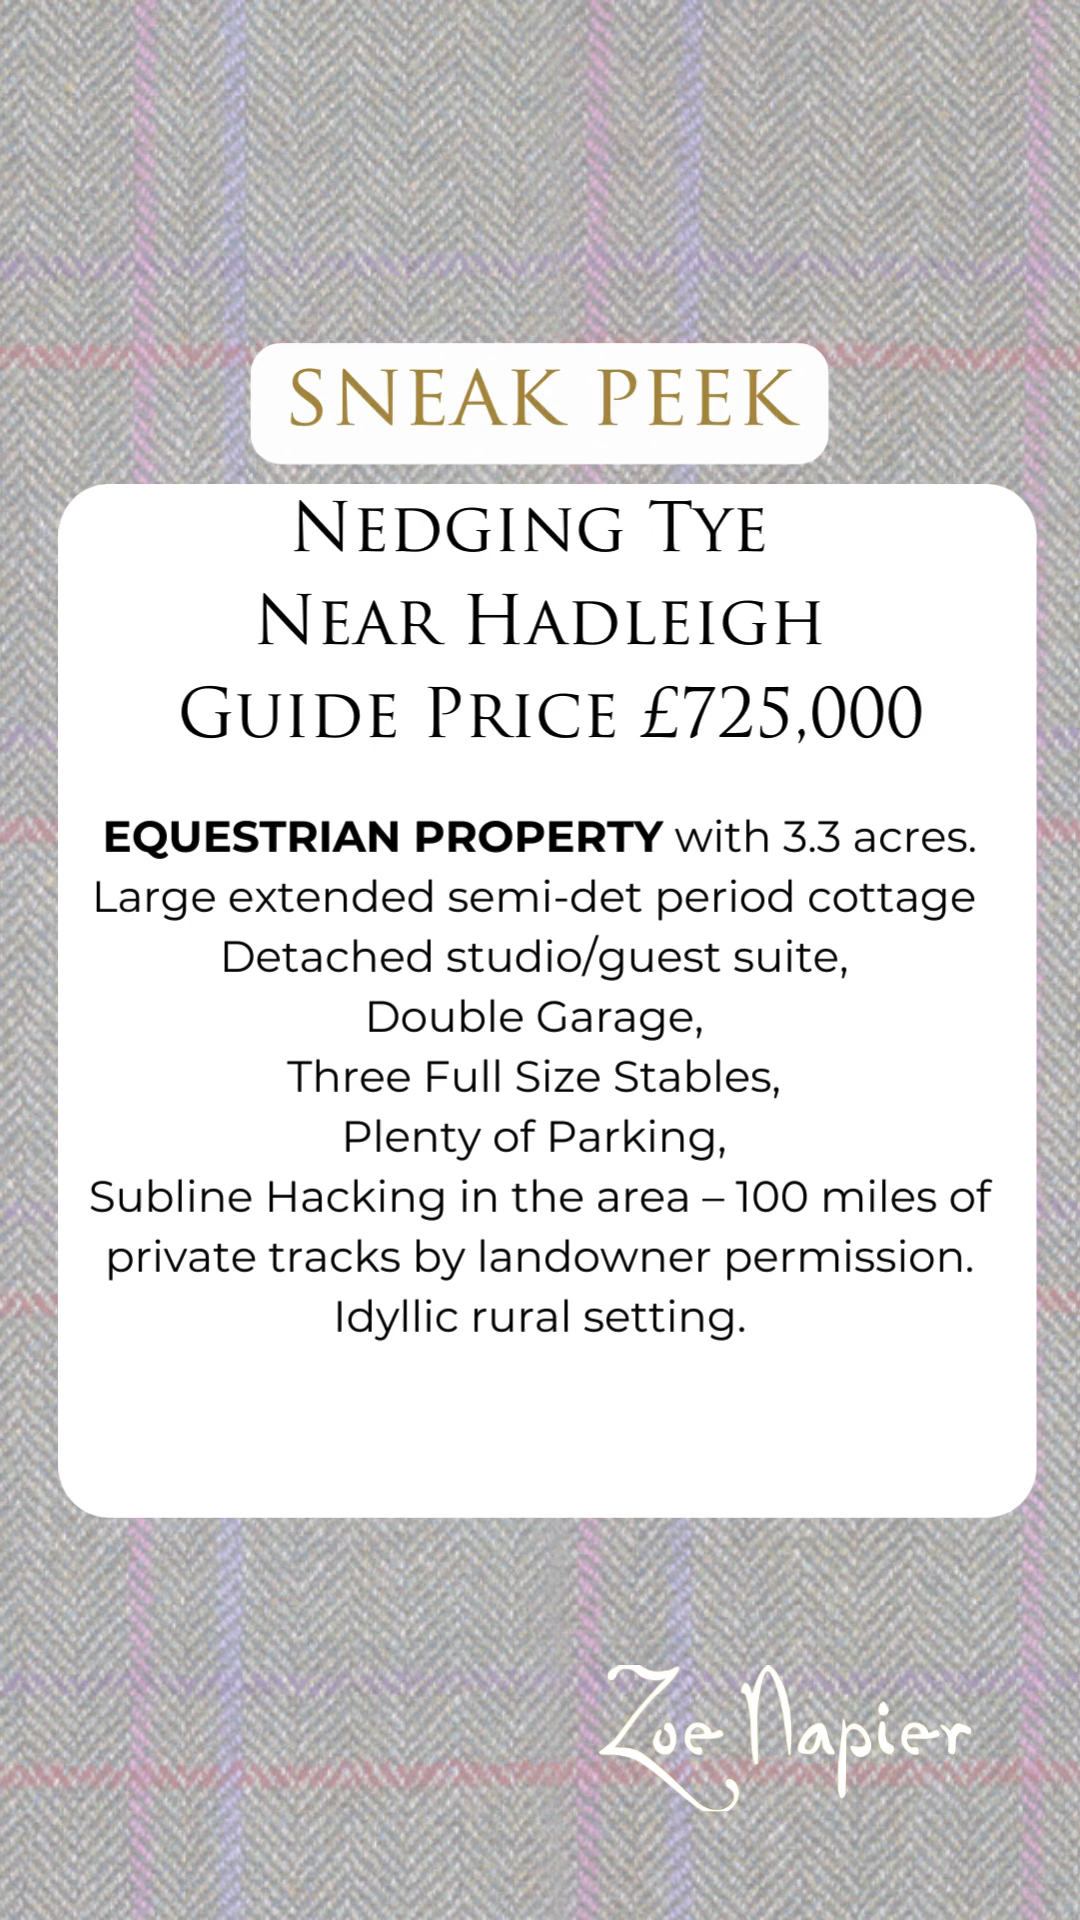 SNEAK PEEK
Nedging Tye
Near Hadleigh
Guide Price £725,000
EQUESTRIAN PROPERTY with 3.3 acres.
Large extended semi-det period cottage
Detached studio/guest suite,
Double Garage,
Three Full Size Stables,
Plenty of Parking,
Subline Hacking in the area – 100 miles of
private tracks by landowner permission.
Idyllic rural setting.
Zoe Napier